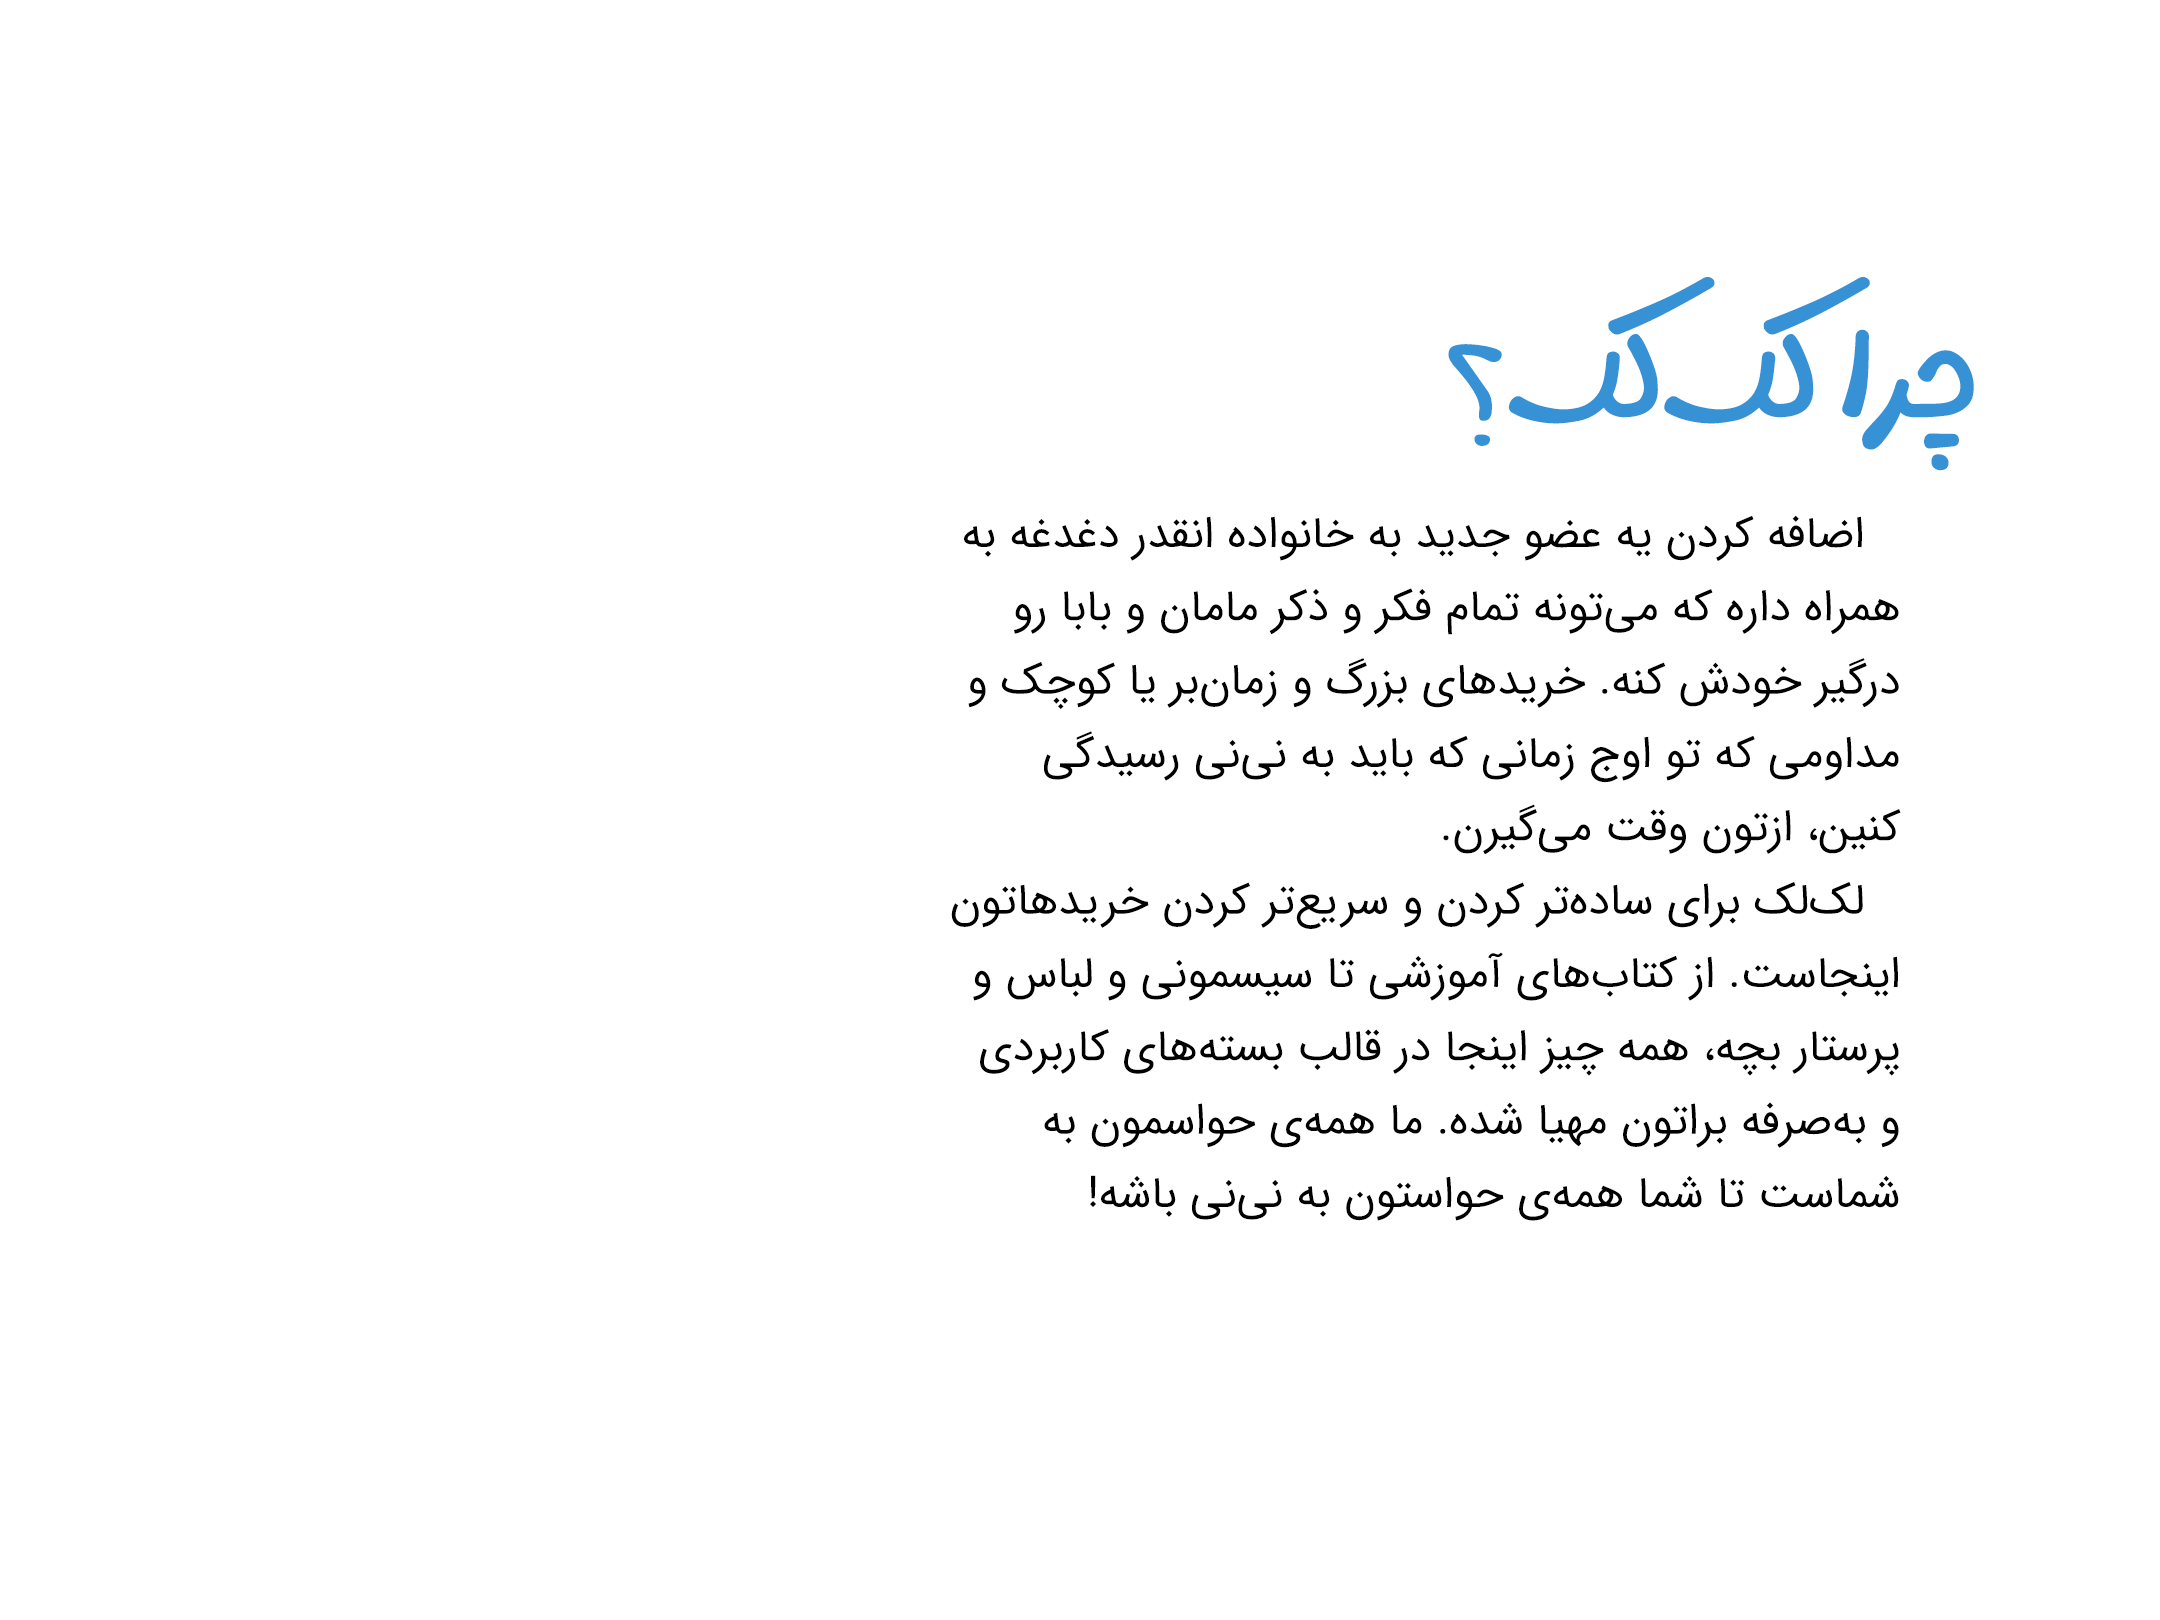 چرا لک‌لک؟
اضافه کردن یه عضو جدید به خانواده انقدر دغدغه به
همراه داره که می‌تونه تمام فکر و ذکر مامان و بابا رو
درگیر خودش کنه. خریدهای بزرگ و زمان‌بر یا کوچک و
مداومی که تو اوج زمانی که باید به نی‌نی رسیدگی
کنین، ازتون وقت می‌گیرن.
لک‌لک برای ساده‌تر کردن و سریع‌تر کردن خریدهاتون
اینجاست. از کتاب‌های آموزشی تا سیسمونی و لباس و
پرستار بچه، همه چیز اینجا در قالب بسته‌های کاربردی
و به‌صرفه براتون مهیا شده. ما همه‌ی حواسمون به
شماست تا شما همه‌ی حواستون به نی‌نی باشه!